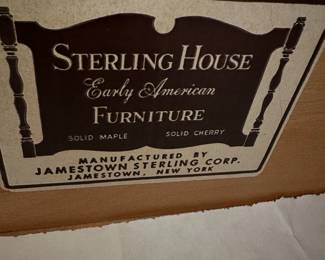 STERLING HOUSE
Early American
FURNITURE
SOLID MAPLE SOLID CHERRY
MANUFACTURED BY
JAMESTOWN STERLING CORP.
JAMESTOWN, NEW YORK